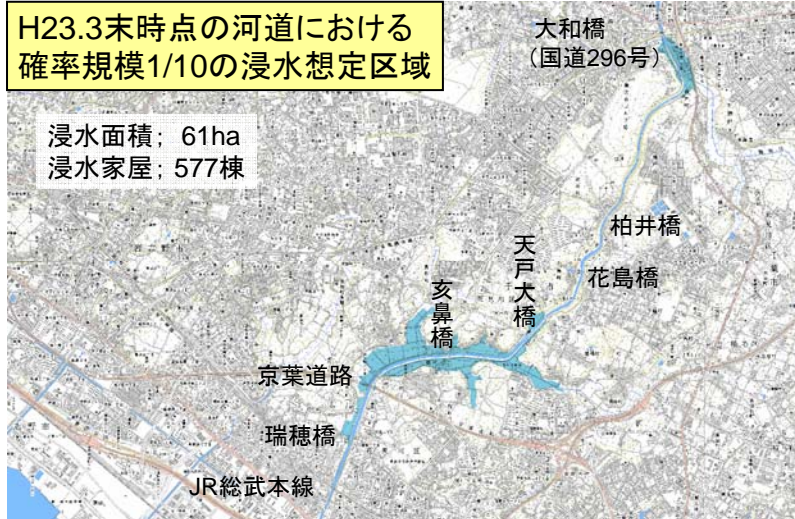 H23.3末時点の河道における
確率規模1/10の浸水想定区域
大和橋
（国道296号）
浸水面積； 61ha
浸水家屋； 577棟
柏井橋
花島橋
天戸大橋
亥鼻橋
京葉道路
瑞穂橋
JR総武本線